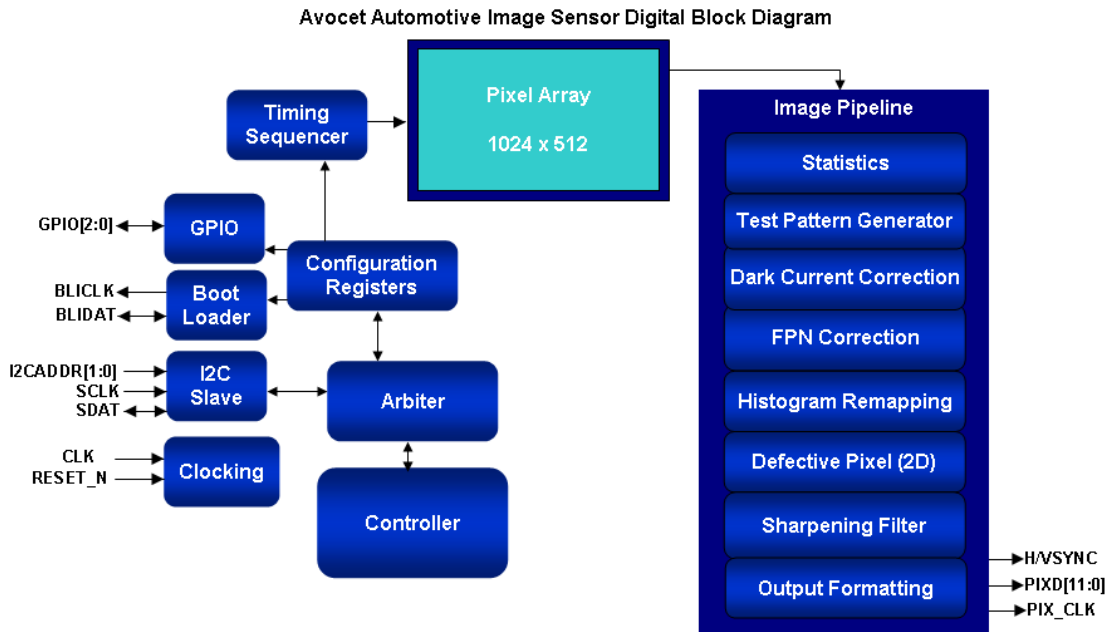 Avocet Automotive Image Sensor Digital Block Diagram
Pixel Array
1024 x 512
Timing
Sequencer
GPIO[2:0]
GPIO
Configuration
Registers
BLICLK
BLIDAT
Boot
Loader
I2CADDR[1:0]
SCLK
SDAT
I2C
Slave
Arbiter
CLK
RESET_N
Clocking
Controller
Image Pipeline
Statistics
Test Pattern Generator
Dark Current Correction
FPN Correction
Histogram Remapping
Defective Pixel (2D)
Sharpening Filter
Output Formatting
H/VSYNC
PIXD[11:0]
PIX_CLK